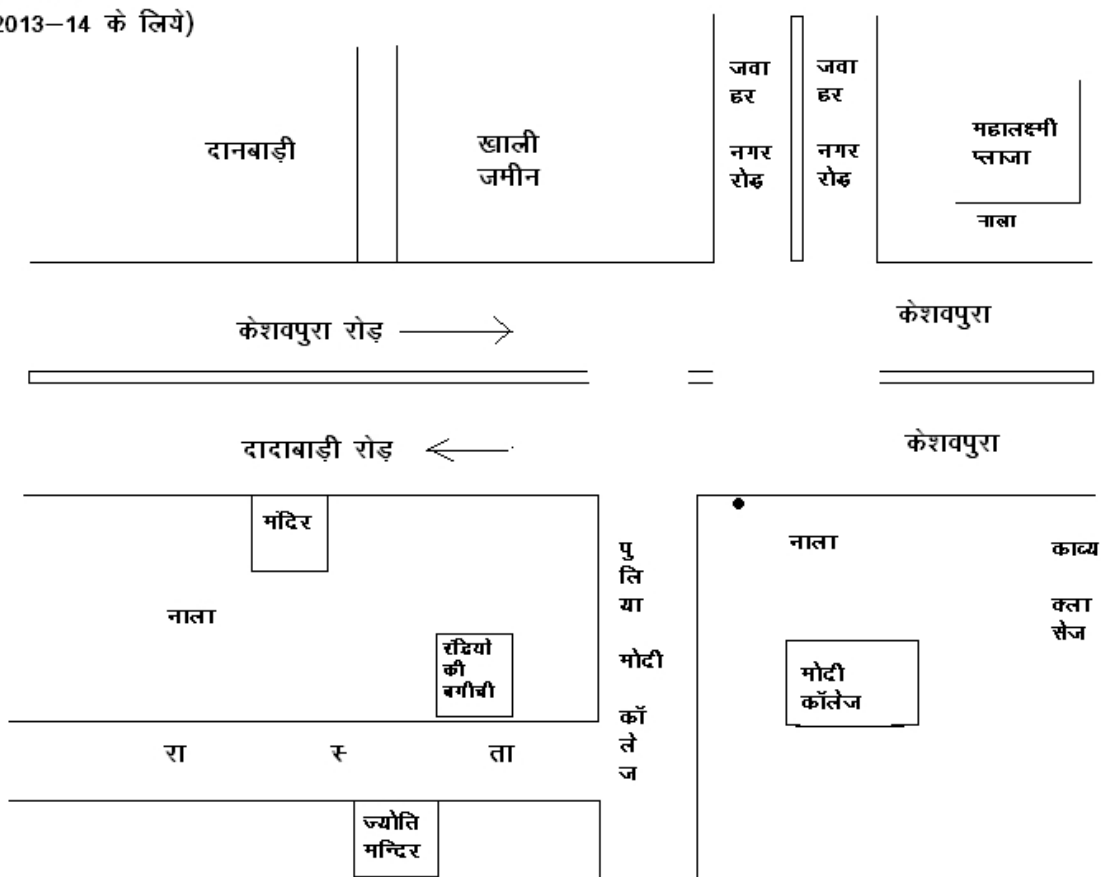 2013–14 के लिये)
जवा
हर
नगर
रोड़
जवा
हर
नगर
रोड़
दानबाड़ी
खाली
जमीन
महालक्ष्मी
प्लाजा
नाला
केशवपुरा रोड़
केशवपुरा
दादाबाड़ी रोड़
केशवपुरा
मंदिर
नाला
रंडियो
की
बगीची
पु
लि
या
मोदी
कॉ
ले
ज
नाला
काव्य
क्ला
सेज
मोदी
कॉलेज
रा स्‍ ता
ज्योति
मन्दिर